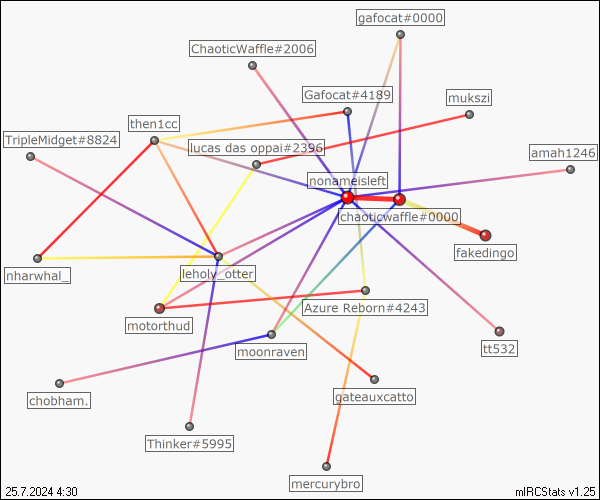 gafocat#0000
ChaoticWaffle#2006
Gafocat#4189
mukszi
then1cc
TripleMidget#8824
lucas das oppai#2396
amah1246
nonameisleft
chaoticwaffle#0000
fakedingo
nharwhal_
leholy_otter
Azure Reborn#4243
motorthud
tt532
moonraven
gateauxcatto
chobham.
Thinker#5995
mercurybro
25.7.2024 4:30
mIRCStats v1.25